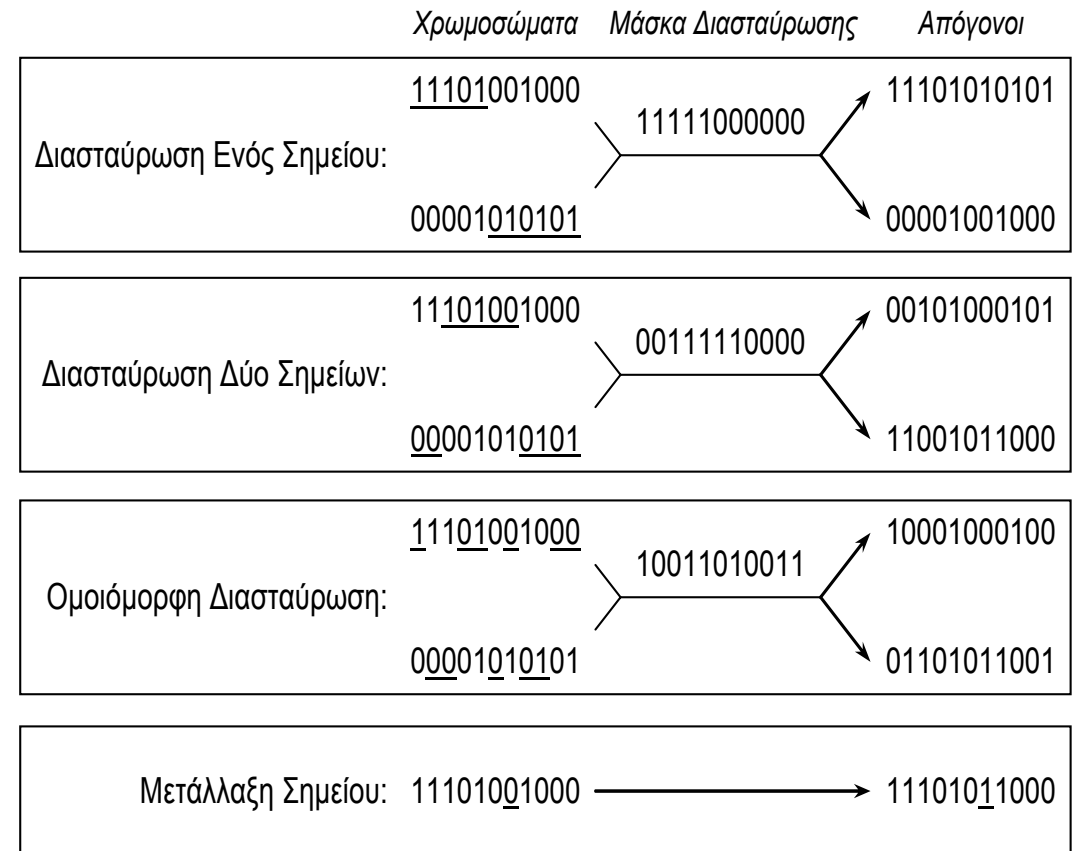 Χρωμοσώματα Μάσκα Διασταύρωσης Απόγονοι
11101001000 11101010101
11111000000
Διασταύρωση Ενός Σημείου:
00001010101 00001001000
11101001000 00101000101
00111110000
Διασταύρωση Δύο Σημείων:
00001010101 11001011000
11101001000 10001000100
10011010011
Ομοιόμορφη Διασταύρωση:
00001010101 01101011001
Μετάλλαξη Σημείου: 11101001000 11101011000